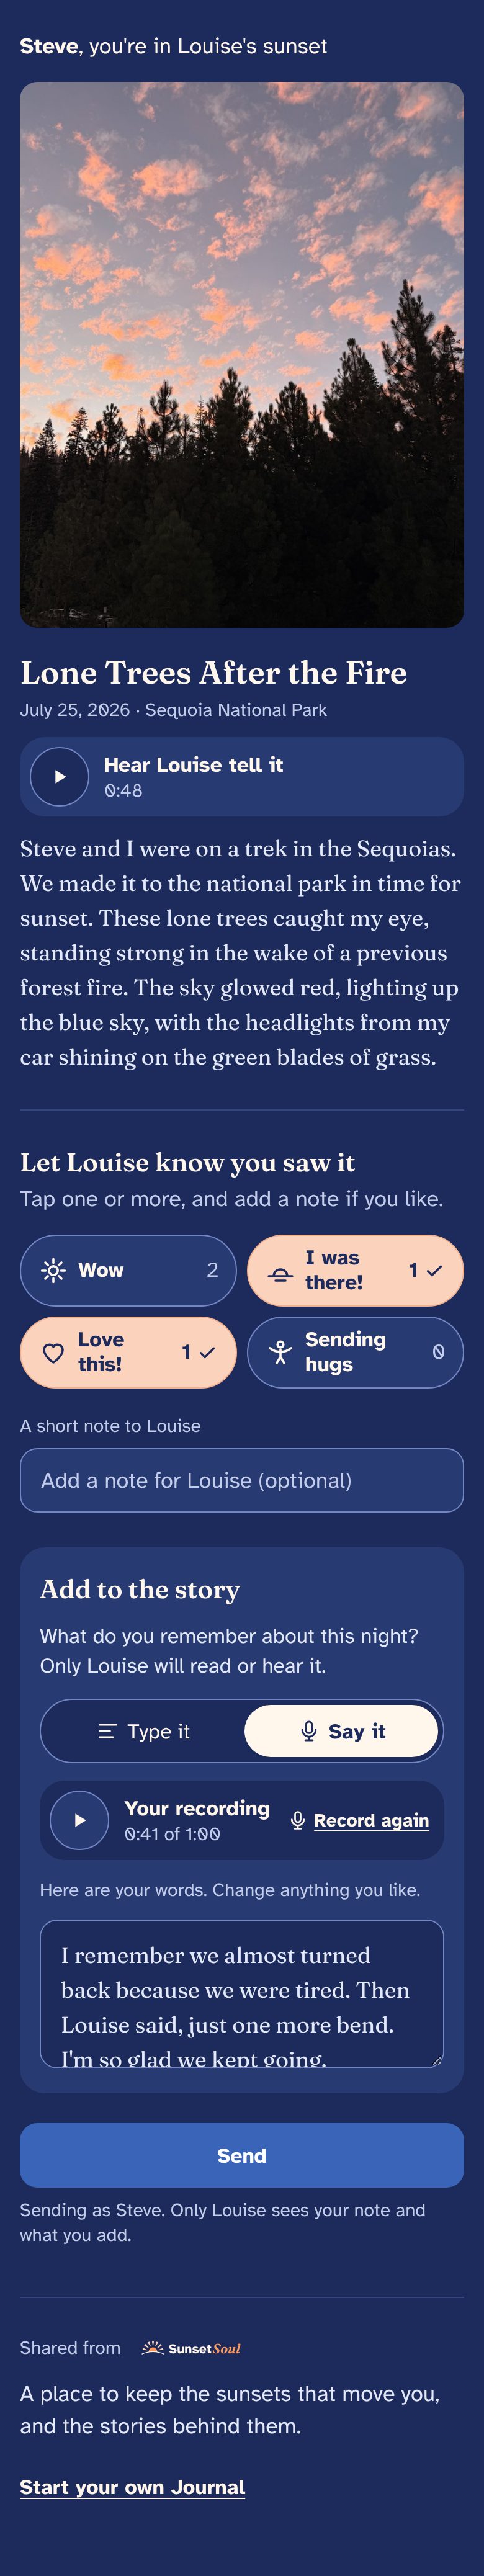 Steve, you're in Louise's sunset
Lone Trees After the Fire
July 25, 2026 · Sequoia National Park
Hear Louise tell it
0:48
Steve and I were on a trek in the Sequoias.
We made it to the national park in time for
sunset. These lone trees caught my eye,
standing strong in the wake of a previous
forest fire. The sky glowed red, lighting up
the blue sky, with the headlights from my
car shining on the green blades of grass.
Let Louise know you saw it
Tap one or more, and add a note if you like.
Wow 2
I was
there! 1
Love
this! 1
Sending
hugs 0
A short note to Louise
Add a note for Louise (optional)
Add to the story
What do you remember about this night?
Only Louise will read or hear it.
Type it
Say it
Your recording
0:41 of 1:00
Record again
Here are your words. Change anything you like.
I remember we almost turned
back because we were tired. Then
Louise said, just one more bend.
I'm so glad we kept going.
Send
Sending as Steve. Only Louise sees your note and
what you add.
Shared from SunsetSoul
A place to keep the sunsets that move you,
and the stories behind them.
Start your own Journal